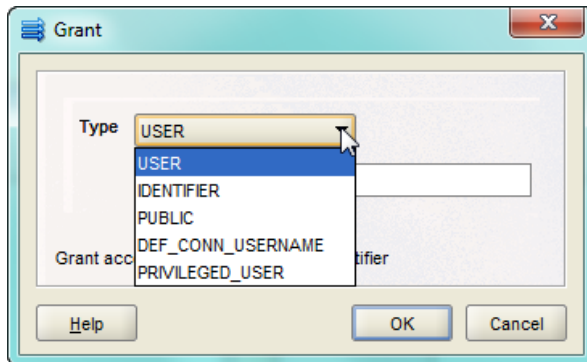 Grant
Type USER
USER
IDENTIFIER
PUBLIC
DEF_CONN_USERNAME
PRIVILEGED_USER
Grant acc tifier
Help OK Cancel